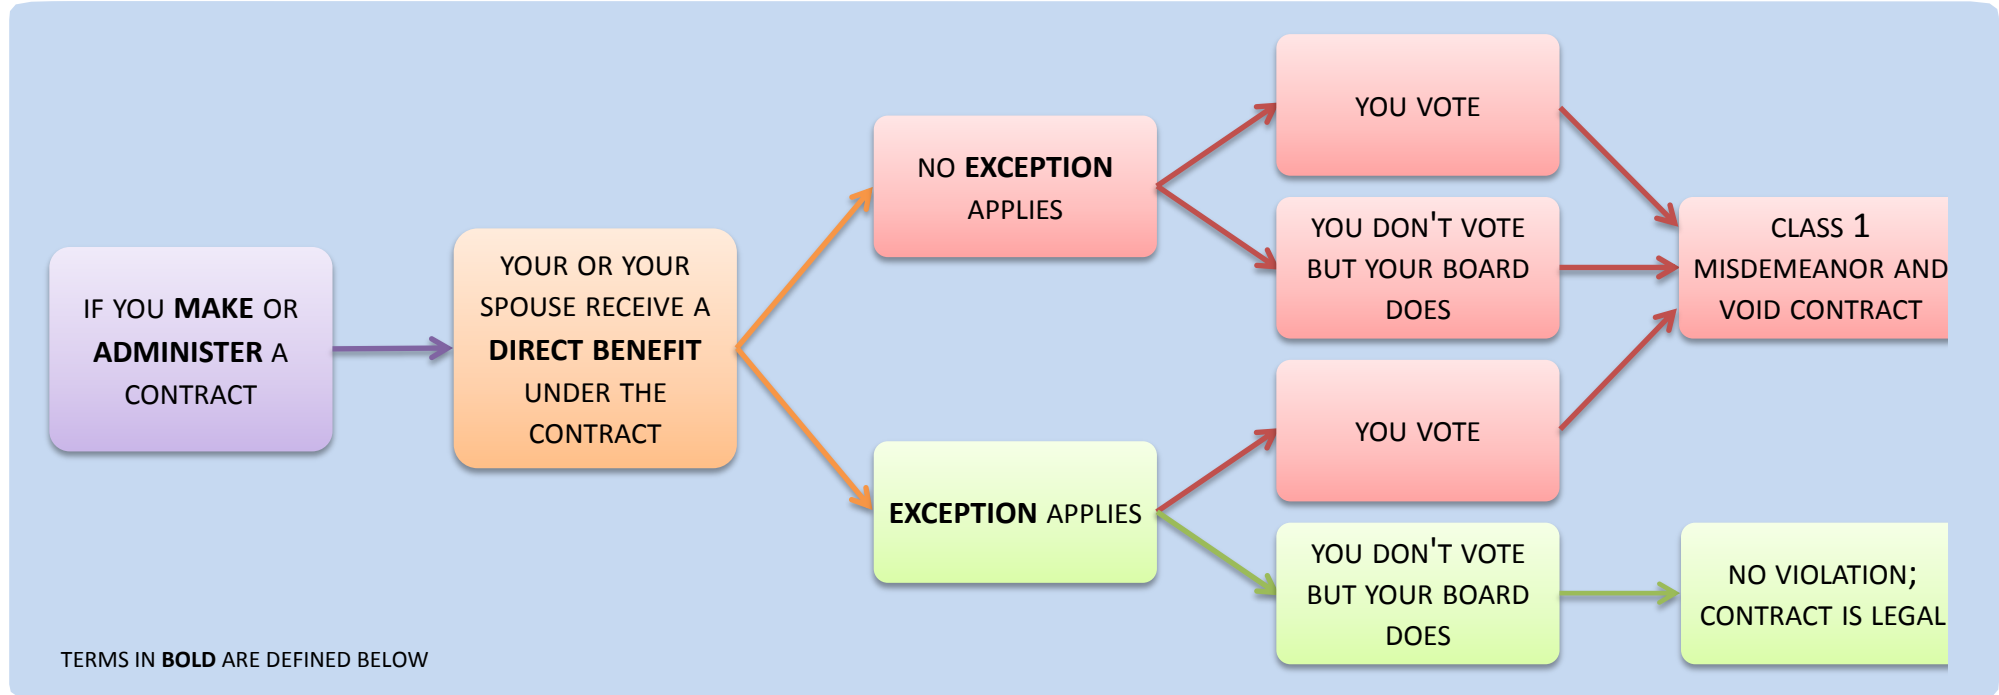 IF YOU MAKE OR
ADMINISTER A
CONTRACT
YOUR OR YOUR
SPOUSE RECEIVE A
DIRECT BENEFIT
UNDER THE
CONTRACT
NO EXCEPTION
APPLIES
YOU VOTE
YOU DON'T VOTE
BUT YOUR BOARD
DOES
CLASS 1
MISDEMEANOR AND
VOID CONTRACT
EXCEPTION APPLIES
YOU VOTE
YOU DON'T VOTE
BUT YOUR BOARD
DOES
NO VIOLATION;
CONTRACT IS LEGAL
TERMS IN BOLD ARE DEFINED BELOW